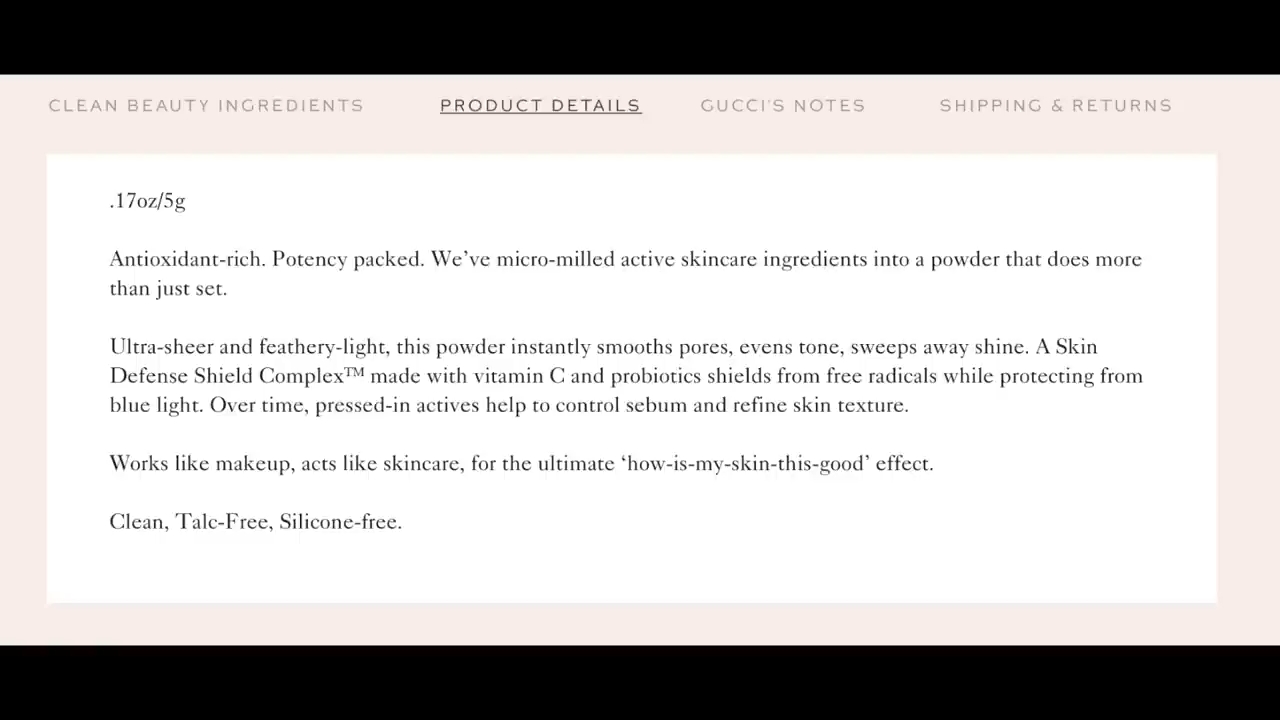 CLEAN BEAUTY INGREDIENTS PRODUCT DETAILS GUCCI'S NOTES SHIPPING & RETURNS
.17oz/5g
Antioxidant-rich. Potency packed. We’ve micro-milled active skincare ingredients into a powder that does more
than just set.
Ultra-sheer and feathery-light, this powder instantly smooths pores, evens tone, sweeps away shine. A Skin
Defense Shield Complex™ made with vitamin C and probiotics shields from free radicals while protecting from
blue light. Over time, pressed-in actives help to control sebum and refine skin texture.
Works like makeup, acts like skincare, for the ultimate ‘how-is-my-skin-this-good’ effect.
Clean, Talc-Free, Silicone-free.